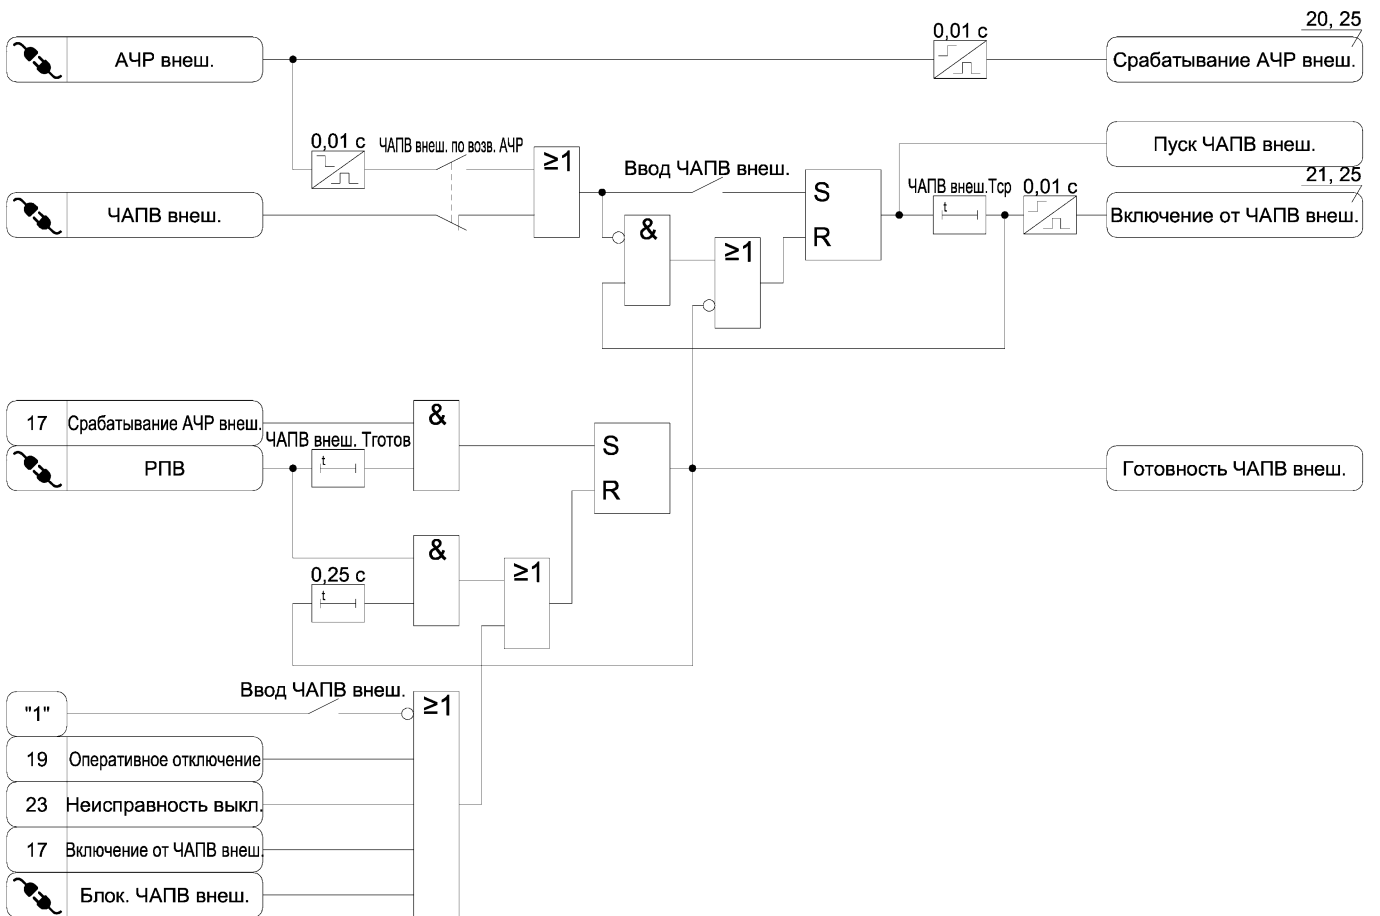 20, 25
0,01 с
АЧР внеш.
Срабатывание АЧР внеш.
0,01 с
ЧАПВ внеш. по возв. АЧР
≥1
Ввод ЧАПВ внеш.
Пуск ЧАПВ внеш.
21, 25
ЧАПВ внеш.Тср
0,01 с
S
ЧАПВ внеш.
t
Включение от ЧАПВ внеш.
&
R
≥1
17
Срабатывание АЧР внеш.
&
ЧАПВ внеш. Тготов
S
РПВ
t
Готовность ЧАПВ внеш.
R
&
0,25 с
≥1
t
Ввод ЧАПВ внеш.
≥1
"1"
19
Оперативное отключение
23
Неисправность выкл.
17
Включение от ЧАПВ внеш.
Блок. ЧАПВ внеш.